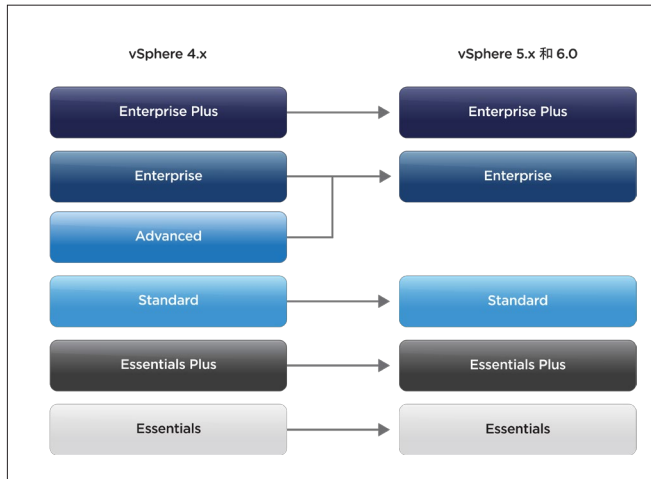 vSphere 4.x
vSphere 5.x 和 6.0
Enterprise Plus
Enterprise Plus
Enterprise
Enterprise
Advanced
Standard
Standard
Essentials Plus
Essentials Plus
Essentials
Essentials